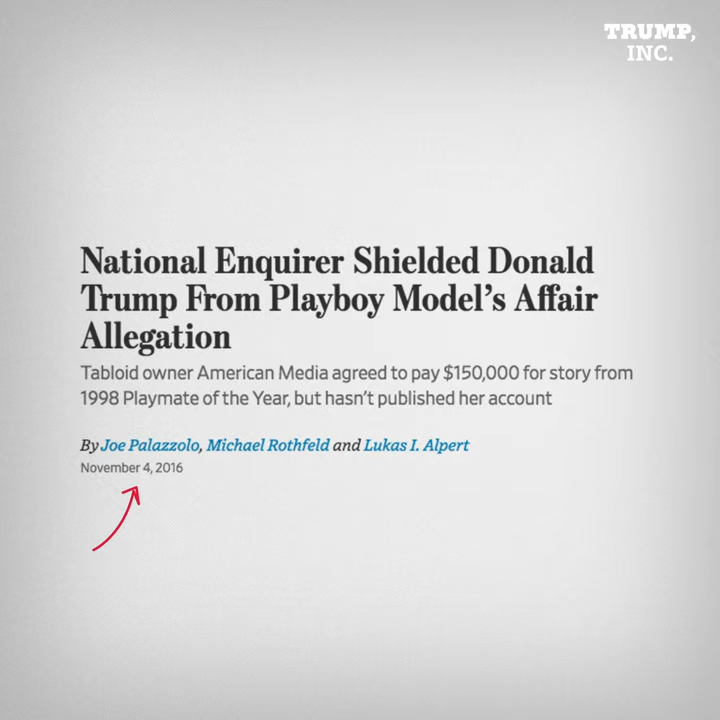 TRUMP,
INC.
National Enquirer Shielded Donald
Trump From Playboy Model's Affair
Allegation
Tabloid owner American Media agreed to pay $150,000 for story from
1998 Playmate of the Year, but hasn't published her account
By Joe Palazzolo, Michael Rothfeld and Lukas I. Alpert
November 4, 2016